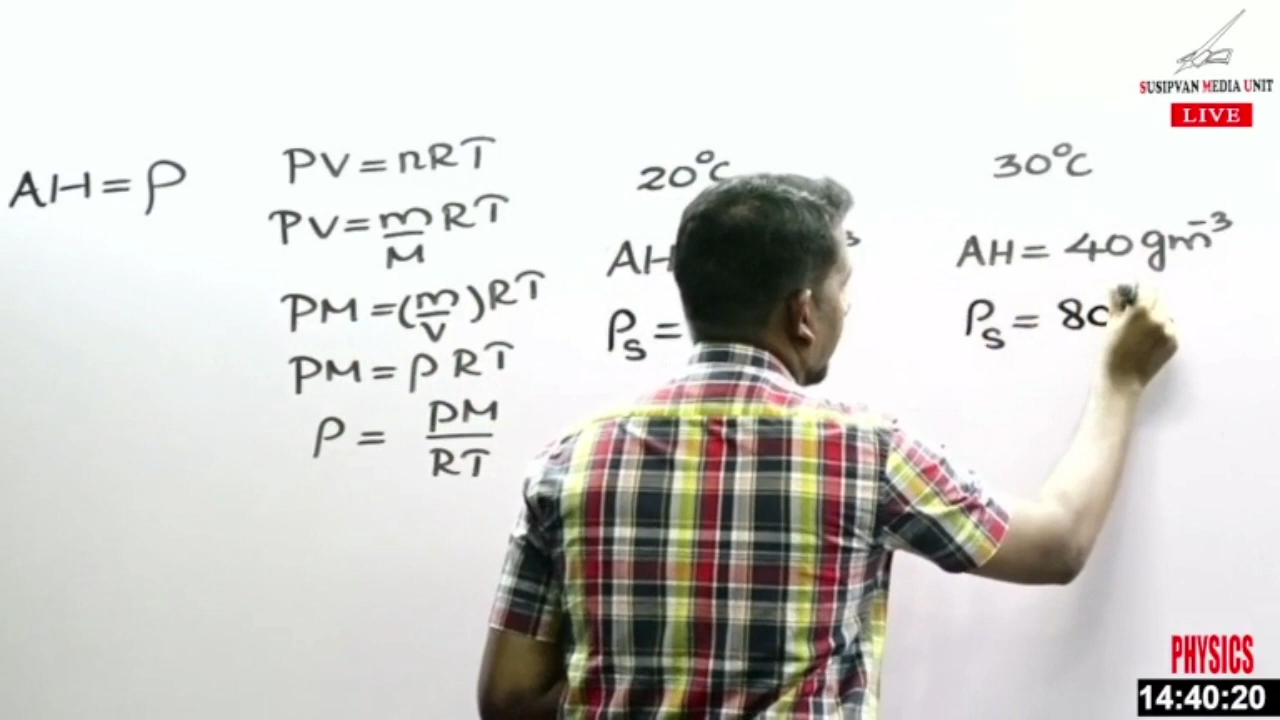 SUSIPVAN MEDIA UNIT
LIVE
AH = ρ
PV = nRT
PV = m/M RT
PM = (m/V) RT
PM = ρ RT
ρ = PM/RT
20°C
AH
ρs =
30°C
AH = 40 gm⁻³
ρs = 80
PHYSICS
14:40:20